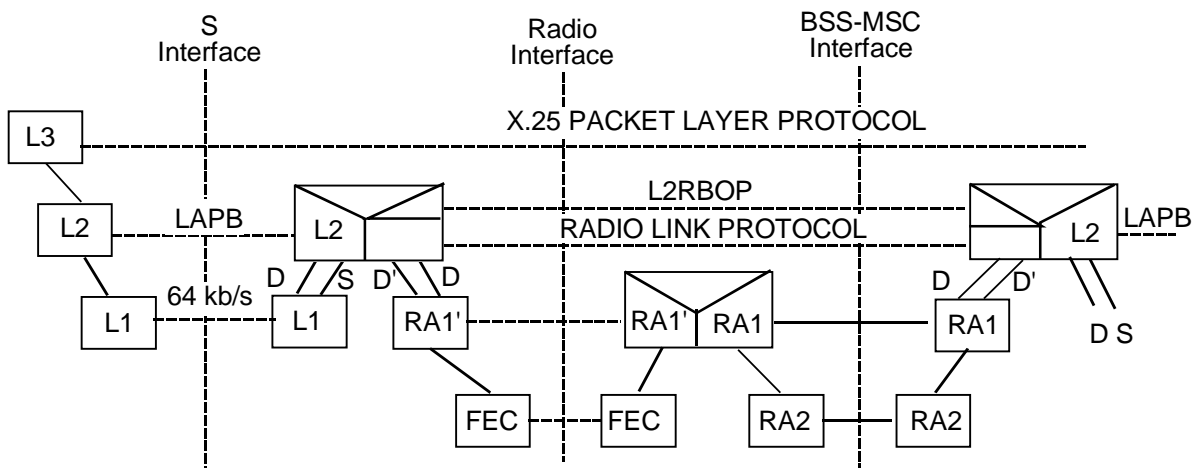 S
Interface
Radio
Interface
BSS-MSC
Interface
X.25 PACKET LAYER PROTOCOL
L3
L2RBOP
L2
LAPB
L2
RADIO LINK PROTOCOL
L2
LAPB
D
S
D'
D
D
D'
64 kb/s
L1
L1
RA1'
RA1'
RA1
RA1
D S
FEC
FEC
RA2
RA2